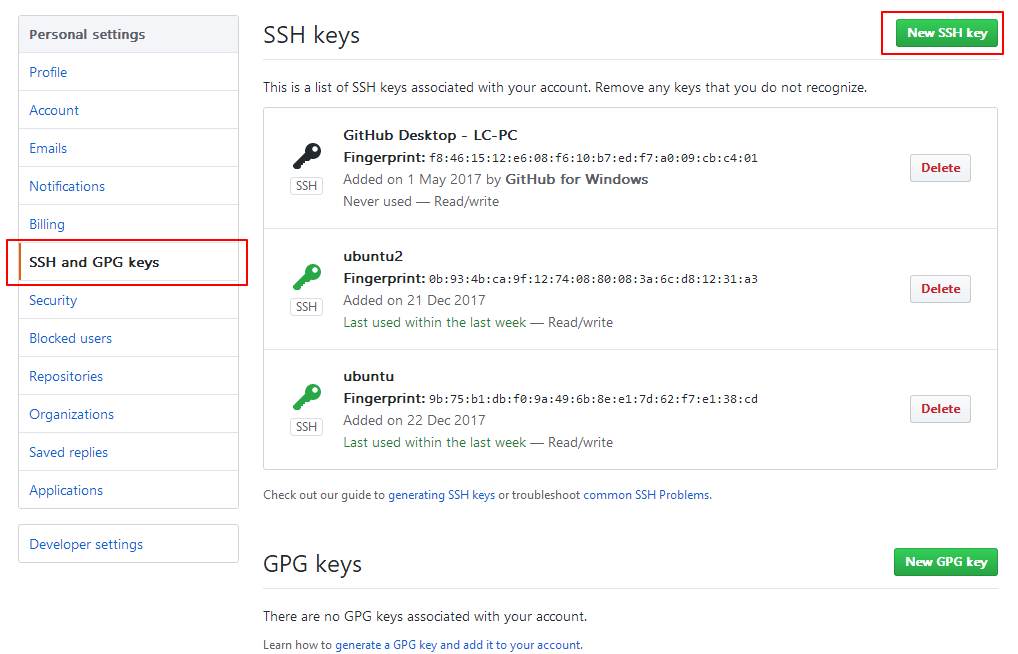 Personal settings
Profile
Account
Emails
Notifications
Billing
SSH and GPG keys
Security
Blocked users
Repositories
Organizations
Saved replies
Applications
Developer settings
SSH keys
New SSH key
This is a list of SSH keys associated with your account. Remove any keys that you do not recognize.
GitHub Desktop - LC-PC
Fingerprint: f8:46:15:12:e6:08:f6:10:b7:ed:f7:a0:09:cb:c4:01
Added on 1 May 2017 by GitHub for Windows
Never used — Read/write
SSH
Delete
ubuntu2
Fingerprint: 0b:93:4b:ca:9f:12:74:08:80:08:3a:6c:d8:12:31:a3
Added on 21 Dec 2017
Last used within the last week — Read/write
SSH
Delete
ubuntu
Fingerprint: 9b:75:b1:db:f0:9a:49:6b:8e:e1:7d:62:f7:e1:38:cd
Added on 22 Dec 2017
Last used within the last week — Read/write
SSH
Delete
Check out our guide to generating SSH keys or troubleshoot common SSH Problems.
GPG keys
New GPG key
There are no GPG keys associated with your account.
Learn how to generate a GPG key and add it to your account.